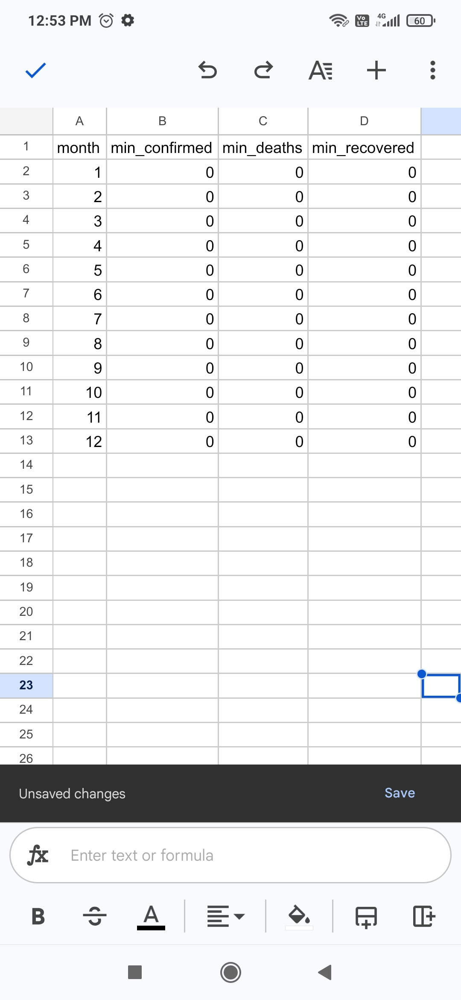 12:53 PM Vo LTE 4G 60
A B C D
1 month min_confirmed min_deaths min_recovered
2 1 0 0 0
3 2 0 0 0
4 3 0 0 0
5 4 0 0 0
6 5 0 0 0
7 6 0 0 0
8 7 0 0 0
9 8 0 0 0
10 9 0 0 0
11 10 0 0 0
12 11 0 0 0
13 12 0 0 0
14
15
16
17
18
19
20
21
22
23
24
25
26
Unsaved changes Save
fx Enter text or formula
B S A